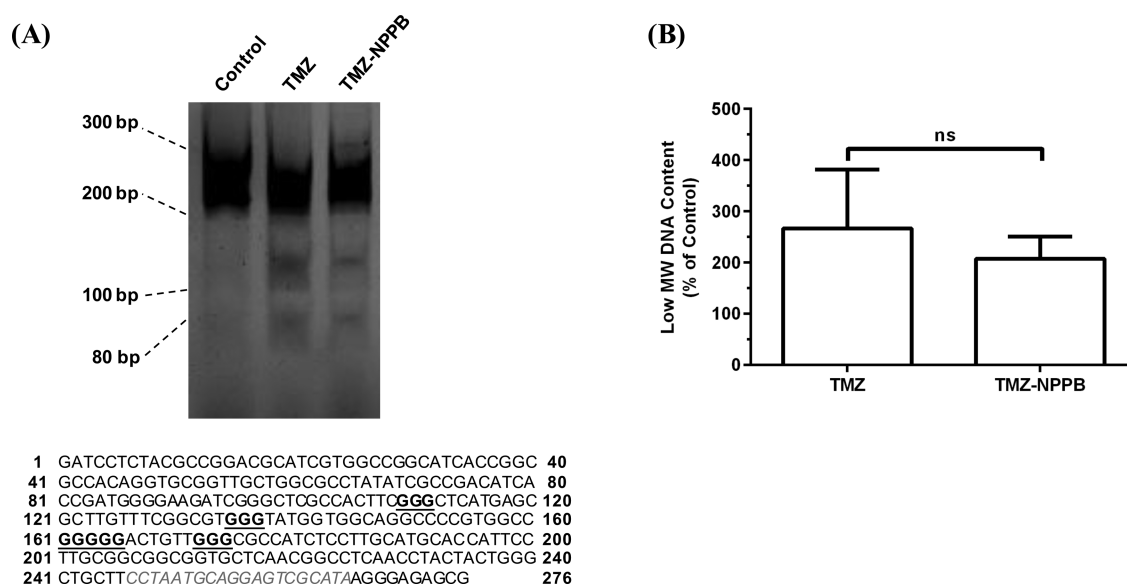 (A)
Control TMZ TMZ-NPPB
300 bp
200 bp
100 bp
80 bp
(B)
500
400
300
200
100
0
Low MW DNA Content
(% of Control)
ns
TMZ TMZ-NPPB
1 GATCCTCTACGCCGGACGCATCGTGGCCGGCATCACCGGC 40
41 GCCACAGGTGCGGTTGCTGGCGCCTATATCGCCGACATCA 80
81 CCGATGGGGAAGATCGGGCTCGCCACTTCGGGCTCATGAGC 120
121 GCTTGTTTCGGCGTGGGTATGGTGGCAGGCCCCGTGGCC 160
161 GGGGGACTGTTGGGCGCCATCTCCTTGCATGCACCATTCC 200
201 TTGCGGCGGCGGTGCTCAACGGCCTCAACCTACTACTGGG 240
241 CTGCTTCCTAATGCAGGAGTCGCATAAGGGAGAGCG 276